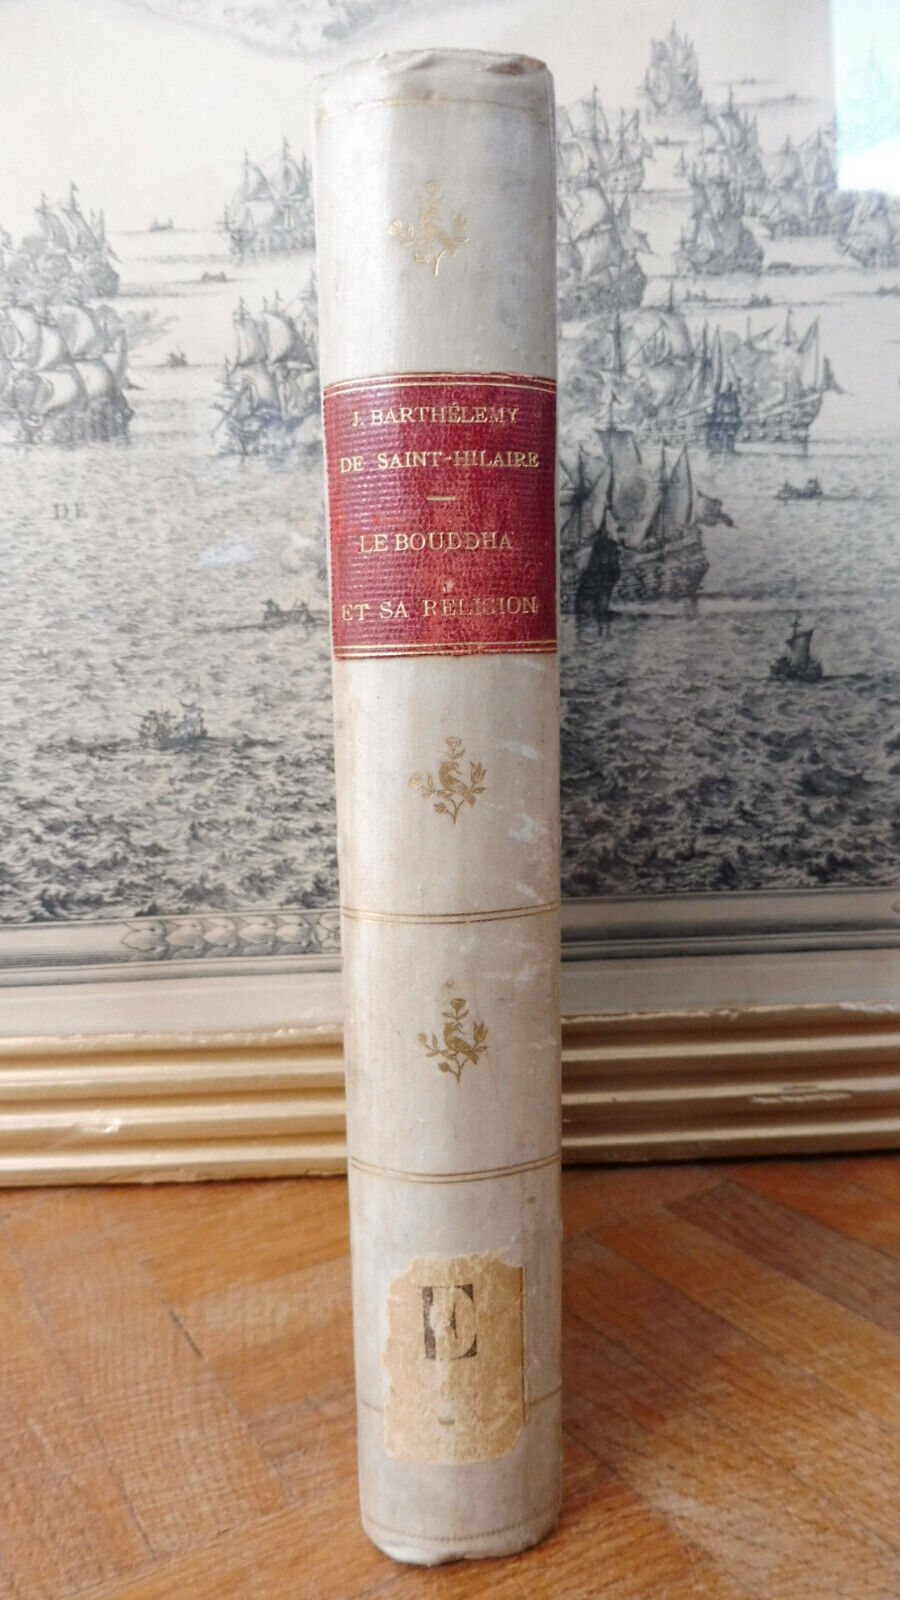 J. BARTHÉLEMY
DE SAINT-HILAIRE
LE BOUDDHA
ET SA RELIGION
E
DE